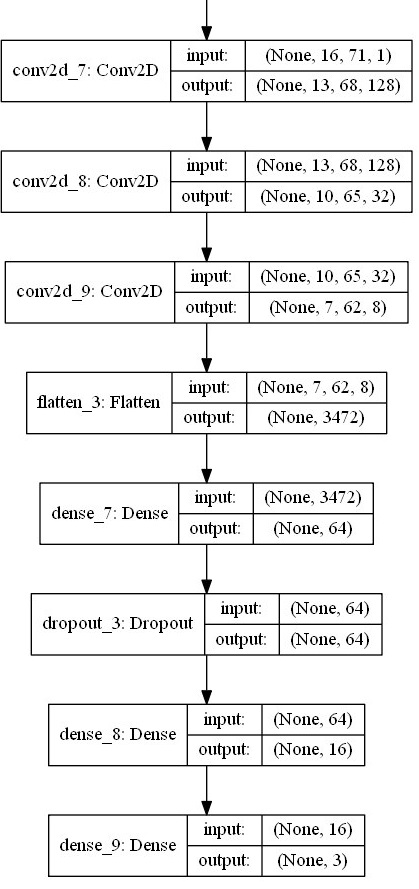 conv2d_7: Conv2D
input:
(None, 16, 71, 1)
output:
(None, 13, 68, 128)
conv2d_8: Conv2D
input:
(None, 13, 68, 128)
output:
(None, 10, 65, 32)
conv2d_9: Conv2D
input:
(None, 10, 65, 32)
output:
(None, 7, 62, 8)
flatten_3: Flatten
input:
(None, 7, 62, 8)
output:
(None, 3472)
dense_7: Dense
input:
(None, 3472)
output:
(None, 64)
dropout_3: Dropout
input:
(None, 64)
output:
(None, 64)
dense_8: Dense
input:
(None, 64)
output:
(None, 16)
dense_9: Dense
input:
(None, 16)
output:
(None, 3)